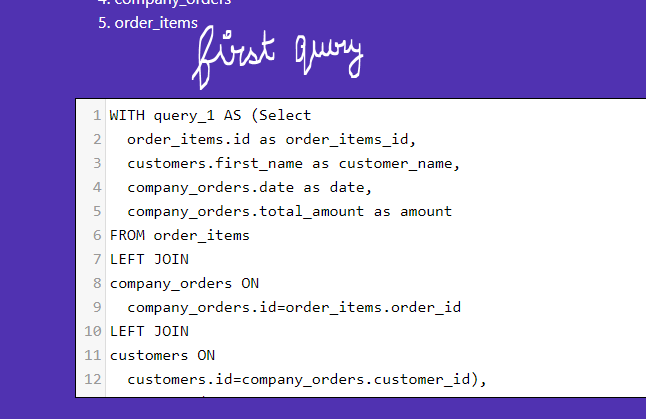 4. company_orders
5. order_items
first query
1 WITH query_1 AS (Select
2 order_items.id as order_items_id,
3 customers.first_name as customer_name,
4 company_orders.date as date,
5 company_orders.total_amount as amount
6 FROM order_items
7 LEFT JOIN
8 company_orders ON
9 company_orders.id=order_items.order_id
10 LEFT JOIN
11 customers ON
12 customers.id=company_orders.customer_id),